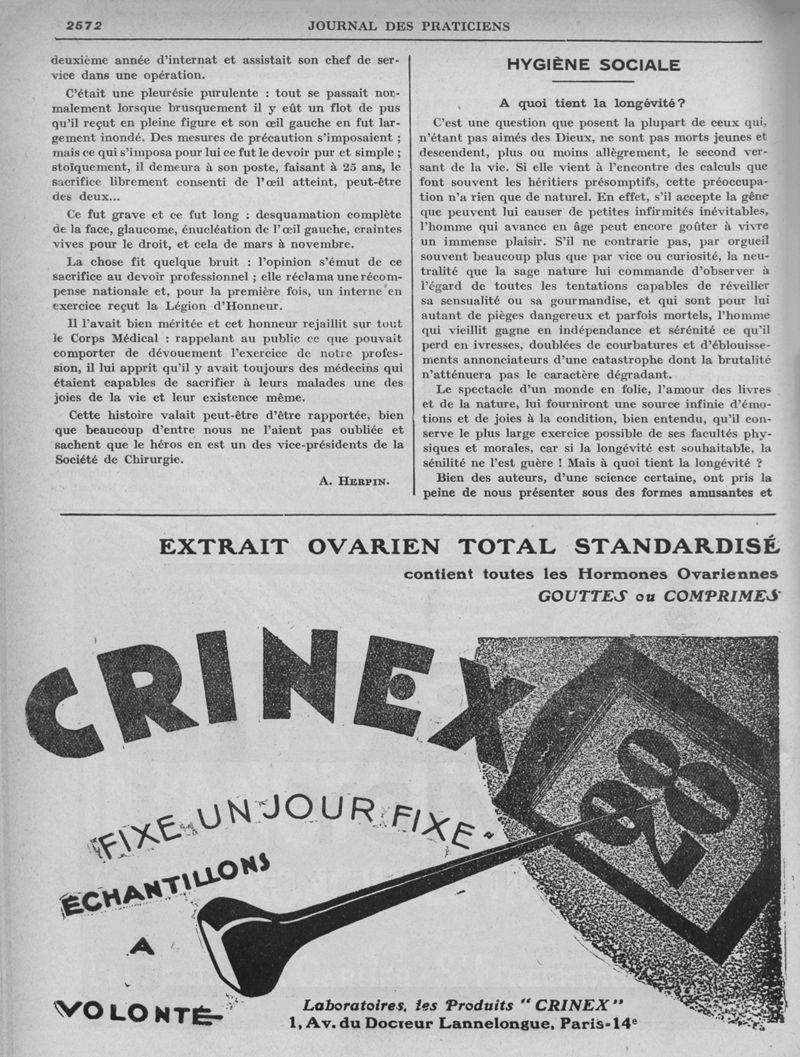 2572
JOURNAL DES PRATICIENS
deuxième année d'internat et assistait son chef de ser-
vice dans une opération.
C'était une pleurésie purulente : tout se passait nor-
malement lorsque brusquement il y eût un flot de pus
qu'il reçut en pleine figure et son œil gauche en fut lar-
gement inondé. Des mesures de précaution s'imposaient ;
mais ce qui s'imposa pour lui ce fut le devoir pur et simple ;
stoïquement, il demeura à son poste, faisant à 25 ans, le
sacrifice librement consenti de l'œil atteint, peut-être
des deux...
Ce fut grave et ce fut long : desquamation complète
de la face, glaucome, énucléation de l'œil gauche, craintes
vives pour le droit, et cela de mars à novembre.
La chose fit quelque bruit : l'opinion s'émut de ce
sacrifice au devoir professionnel ; elle réclama une récom-
pense nationale et, pour la première fois, un interne en
exercice reçut la Légion d'Honneur.
Il l'avait bien méritée et cet honneur rejaillit sur tout
le Corps Médical : rappelant au public ce que pouvait
comporter de dévouement l'exercice de notre profes-
sion, il lui apprit qu'il y avait toujours des médecins qui
étaient capables de sacrifier à leurs malades une des
joies de la vie et leur existence même.
Cette histoire valait peut-être d'être rapportée, bien
que beaucoup d'entre nous ne l'aient pas oubliée et
sachent que le héros en est un des vice-présidents de la
Société de Chirurgie.
A. HERPIN.
HYGIÈNE SOCIALE
A quoi tient la longévité ?
C'est une question que posent la plupart de ceux qui,
n'étant pas aimés des Dieux, ne sont pas morts jeunes et
descendent, plus ou moins allègrement, le second ver-
sant de la vie. Si elle vient à l'encontre des calculs que
font souvent les héritiers présomptifs, cette préoccupa-
tion n'a rien que de naturel. En effet, s'il accepte la gêne
que peuvent lui causer de petites infirmités inévitables,
l'homme qui avance en âge peut encore goûter à vivre
un immense plaisir. S'il ne contrarie pas, par orgueil
souvent beaucoup plus que par vice ou curiosité, la neu-
tralité que la sage nature lui commande d'observer à
l'égard de toutes les tentations capables de réveiller
sa sensualité ou sa gourmandise, et qui sont pour lui
autant de pièges dangereux et parfois mortels, l'homme
qui vieillit gagne en indépendance et sérénité ce qu'il
perd en ivresses, doublées de courbatures et d'éblouisse-
ments annonciateurs d'une catastrophe dont la brutalité
n'atténuera pas le caractère dégradant.
Le spectacle d'un monde en folie, l'amour des livres
et de la nature, lui fourniront une source infinie d'émo-
tions et de joies à la condition, bien entendu, qu'il con-
serve le plus large exercice possible de ses facultés phy-
siques et morales, car si la longévité est souhaitable, la
sénilité ne l'est guère ! Mais à quoi tient la longévité ?
Bien des auteurs, d'une science certaine, ont pris la
peine de nous présenter sous des formes amusantes et
EXTRAIT OVARIEN TOTAL STANDARDISÉ
contient toutes les Hormones Ovariennes
GOUTTES ou COMPRIMES
CRINEX
"FIXE UN JOUR FIXE"
ÉCHANTILLONS
A
VOLONTÉ
Laboratoires, les Produits "CRINEX"
1, Av. du Docteur Lannelongue, Paris-14e